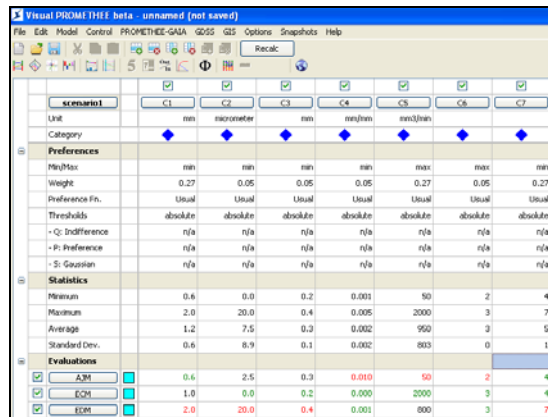 Visual PROMETHEE beta - unnamed (not saved)
File Edit Model Control PROMETHEE-GAIA GDSS GIS Options Snapshots Help
Recalc
scenario1 C1 C2 C3 C4 C5 C6 C7
Unit mm micrometer mm mm/mm mm3/min
Category
Preferences
Min/Max min min min min max max min
Weight 0.27 0.05 0.05 0.05 0.27 0.05 0.27
Preference Fn. Usual Usual Usual Usual Usual Usual Usual
Thresholds absolute absolute absolute absolute absolute absolute absolute
- Q: Indifference n/a n/a n/a n/a n/a n/a n/a
- P: Preference n/a n/a n/a n/a n/a n/a n/a
- S: Gaussian n/a n/a n/a n/a n/a n/a n/a
Statistics
Minimum 0.6 0.0 0.2 0.001 50 2 4
Maximum 2.0 20.0 0.4 0.005 2000 3 7
Average 1.2 7.5 0.3 0.002 950 3 5
Standard Dev. 0.6 8.9 0.1 0.002 803 0 1
Evaluations
AJM 0.6 2.5 0.3 0.010 50 2 4
ECM 1.0 0.0 0.2 0.000 2000 3 4
EDM 2.0 20.0 0.4 0.001 800 3 7